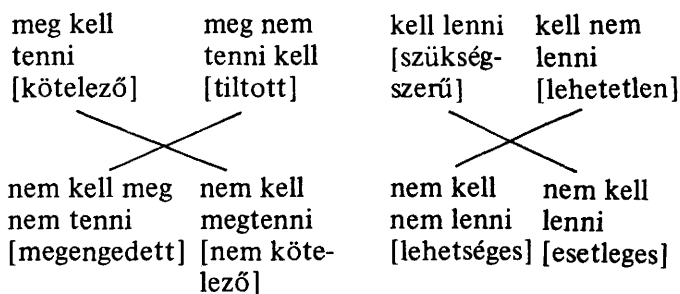 meg kell
tenni
[kötelező]
meg nem
tenni kell
[tiltott]
kell lenni
[szükség-
szerű]
kell nem
lenni
[lehetetlen]
nem kell meg
nem tenni
[megengedett]
nem kell
megtenni
[nem köte-
lező]
nem kell
nem lenni
[lehetséges]
nem kell
lenni
[esetleges]